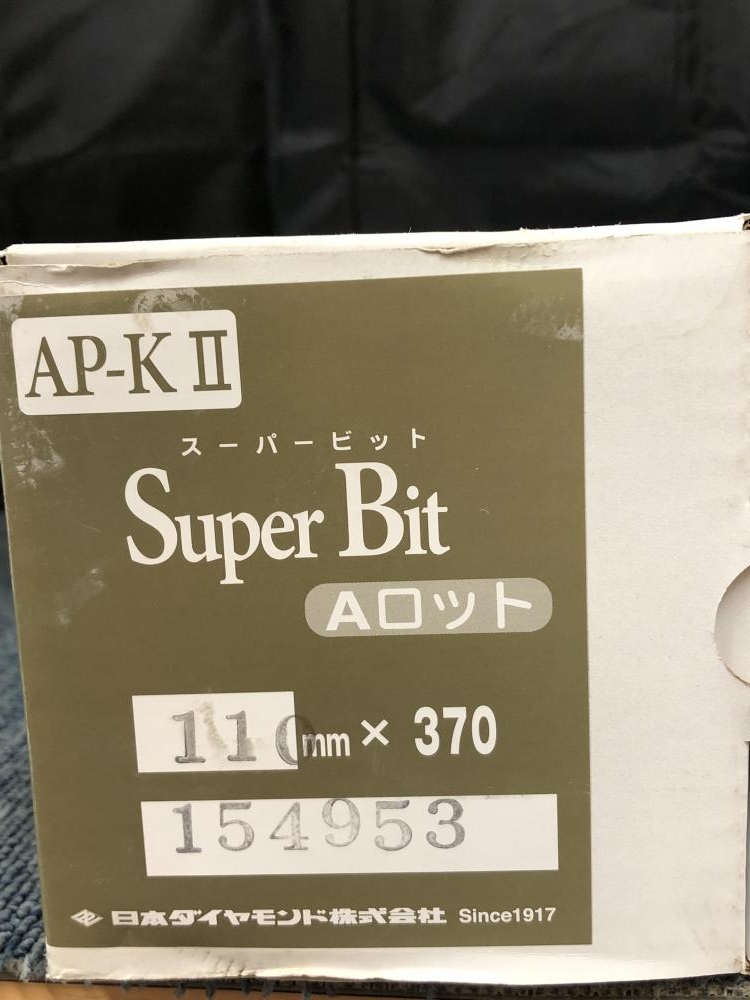 AP-K Ⅱ
スーパービット
Super Bit
Aロット
110mm × 370
154953
日本ダイヤモンド株式会社 Since1917